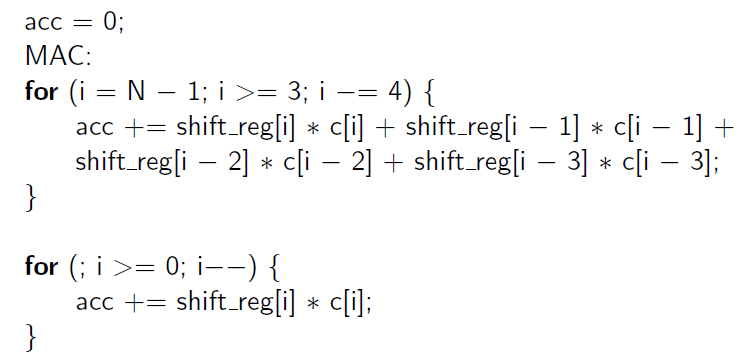 acc = 0;
MAC:
for (i = N − 1; i >= 3; i −= 4) {
acc += shift_reg[i] * c[i] + shift_reg[i − 1] * c[i − 1] +
shift_reg[i − 2] * c[i − 2] + shift_reg[i − 3] * c[i − 3];
}
for (; i >= 0; i−−) {
acc += shift_reg[i] * c[i];
}